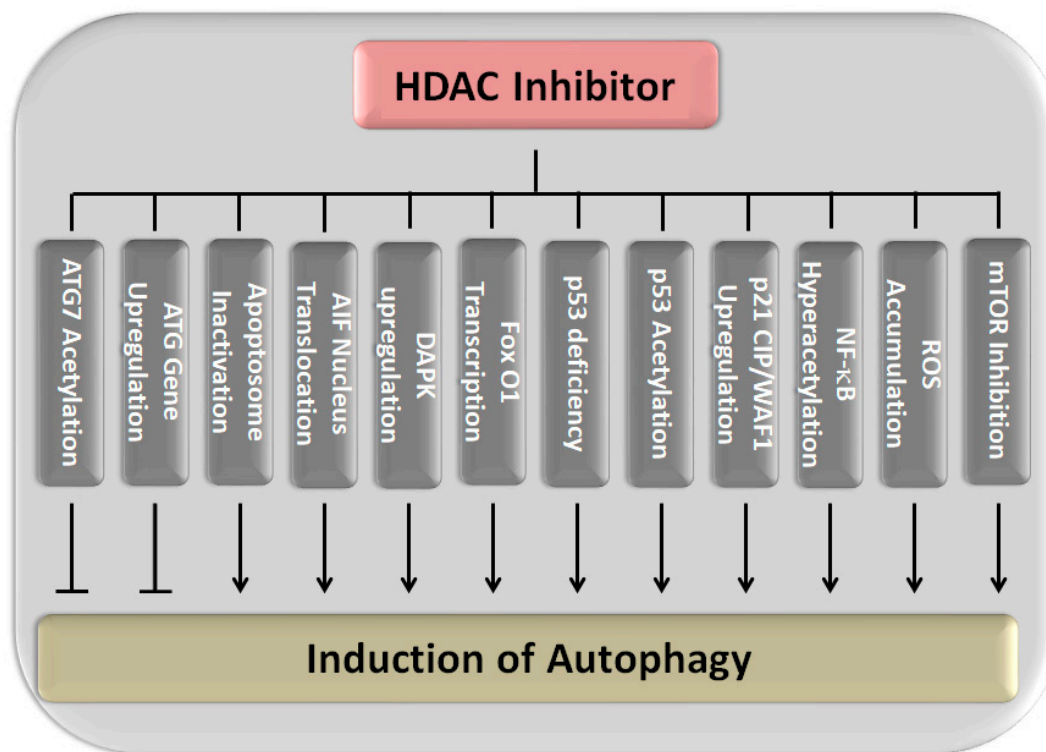 HDAC Inhibitor
ATG7 Acetylation
ATG Gene
Upregulation
Apoptosome
Inactivation
AIF Nucleus
Translocation
DAPK
upregulation
Fox O1
Transcription
p53 deficiency
p53 Acetylation
p21 CIP/WAF1
Upregulation
NF-κB
Hyperacetylation
ROS
Accumulation
mTOR Inhibition
Induction of Autophagy